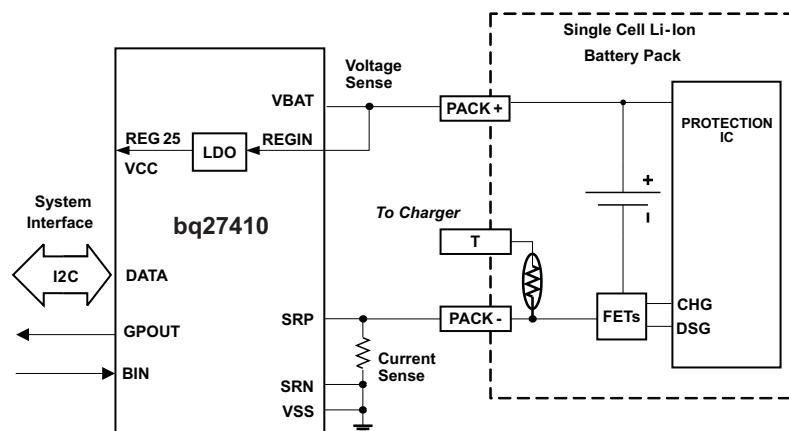 Single Cell Li-Ion
Battery Pack
Voltage
Sense
VBAT
PACK+
PROTECTION
IC
REG 25
LDO
REGIN
VCC
+
-
System
Interface
bq27410
To Charger
T
I2C
DATA
SRP
PACK-
FETs
CHG
DSG
GPOUT
Current
Sense
BIN
SRN
VSS